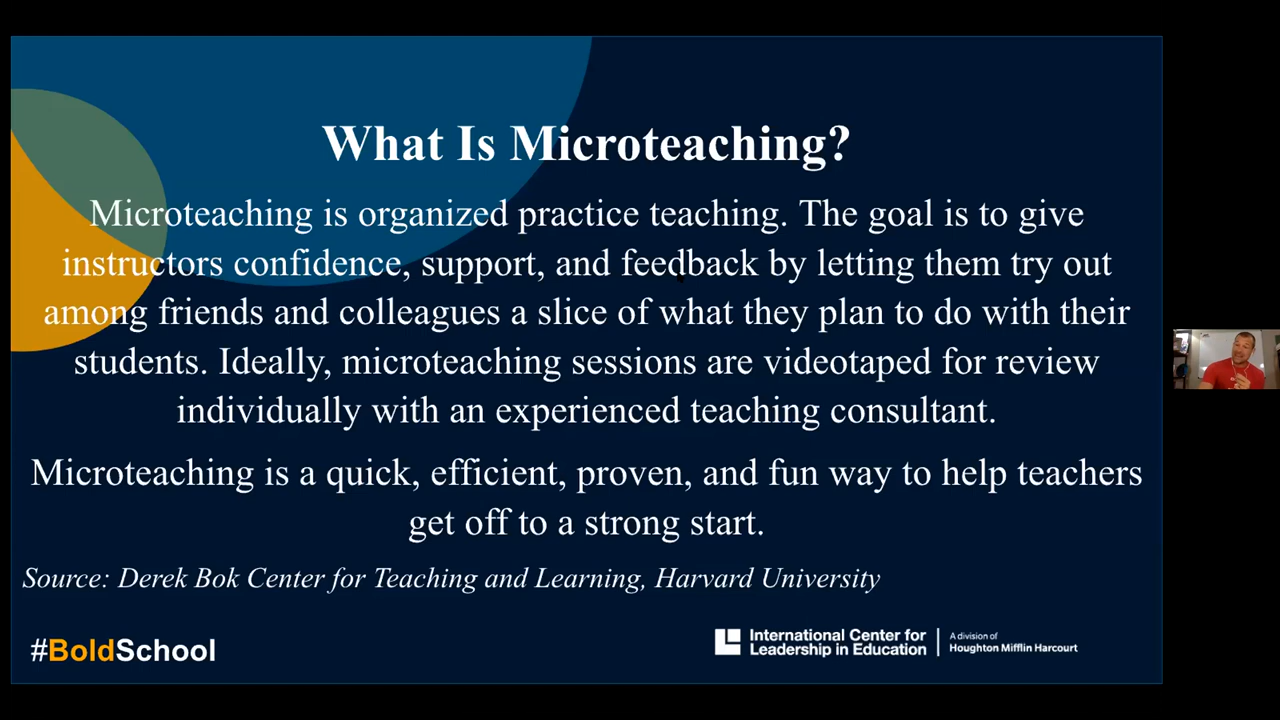 What Is Microteaching?
Microteaching is organized practice teaching. The goal is to give
instructors confidence, support, and feedback by letting them try out
among friends and colleagues a slice of what they plan to do with their
students. Ideally, microteaching sessions are videotaped for review
individually with an experienced teaching consultant.
Microteaching is a quick, efficient, proven, and fun way to help teachers
get off to a strong start.
Source: Derek Bok Center for Teaching and Learning, Harvard University
#BoldSchool
International Center for
Leadership in Education
A division of
Houghton Mifflin Harcourt